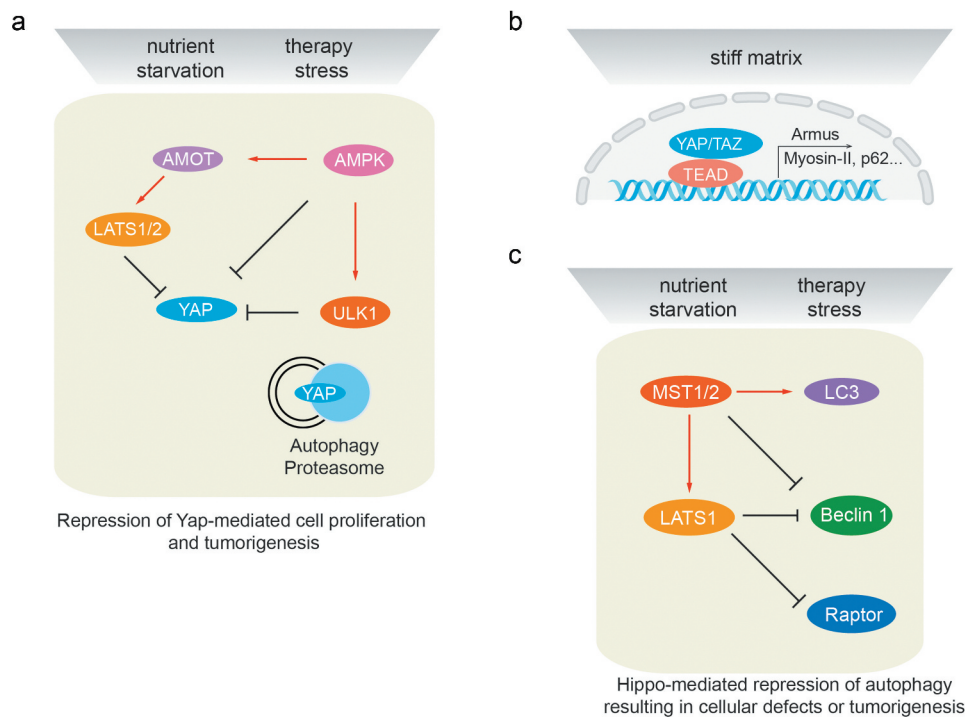 a
nutrient
starvation
therapy
stress
AMOT
AMPK
LATS1/2
YAP
ULK1
YAP
Autophagy
Proteasome
Repression of Yap-mediated cell proliferation
and tumorigenesis
b
stiff matrix
YAP/TAZ
TEAD
Armus
Myosin-II, p62...
c
nutrient
starvation
therapy
stress
MST1/2
LC3
LATS1
Beclin 1
Raptor
Hippo-mediated repression of autophagy
resulting in cellular defects or tumorigenesis